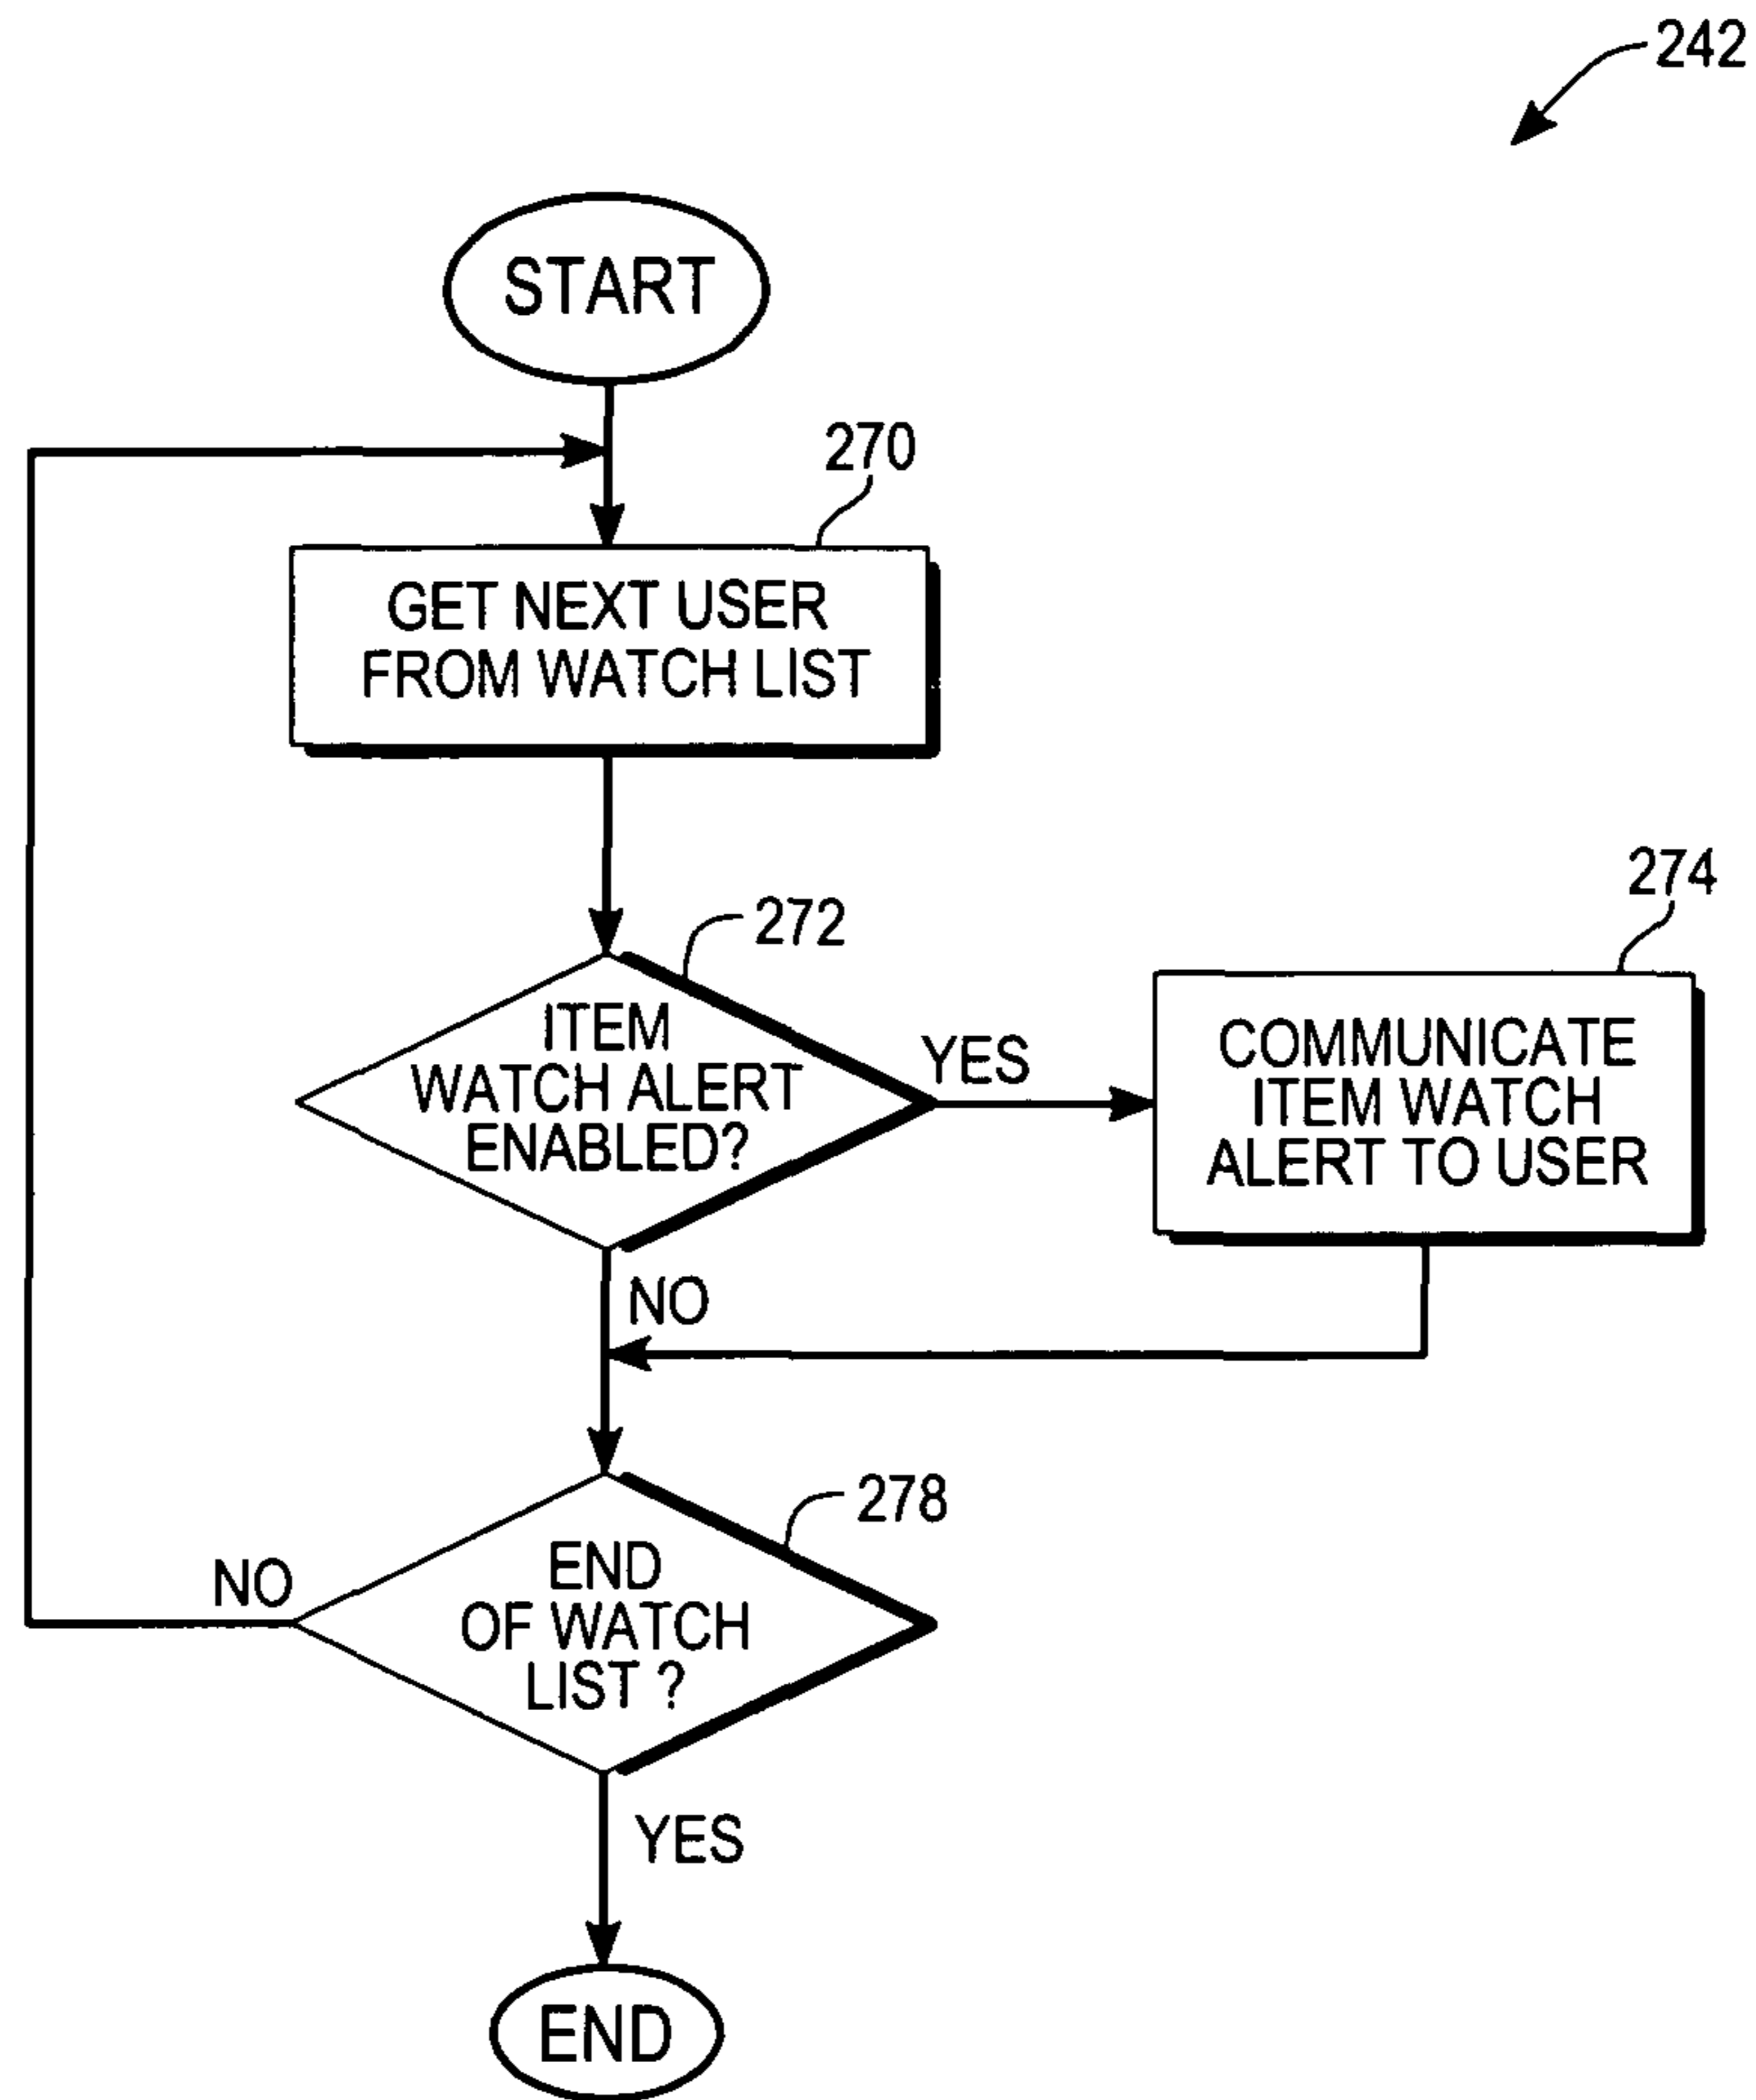 242
START
270
GET NEXT USER
FROM WATCH LIST
272
ITEM
WATCH ALERT
ENABLED?
YES
274
COMMUNICATE
ITEM WATCH
ALERT TO USER
NO
278
END
OF WATCH
LIST ?
NO
YES
END